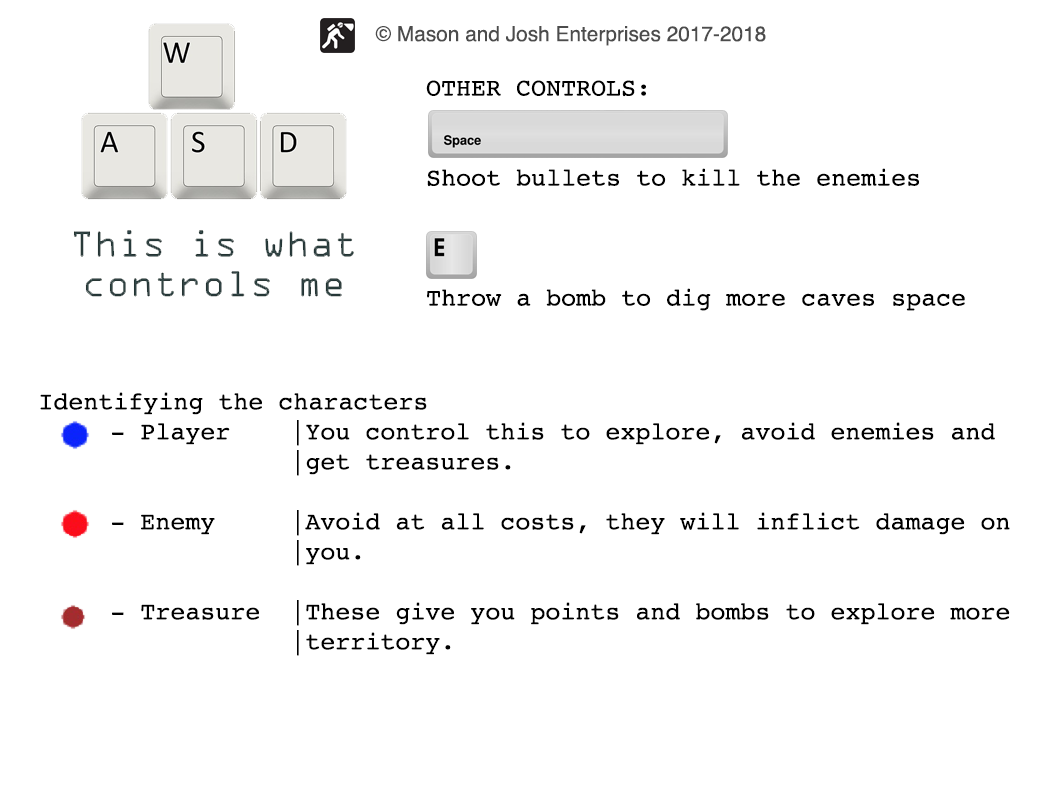 © Mason and Josh Enterprises 2017-2018
W
A S D
This is what
controls me
OTHER CONTROLS:
Space
Shoot bullets to kill the enemies
E
Throw a bomb to dig more caves space
Identifying the characters
- Player |You control this to explore, avoid enemies and
|get treasures.
- Enemy |Avoid at all costs, they will inflict damage on
|you.
- Treasure |These give you points and bombs to explore more
|territory.